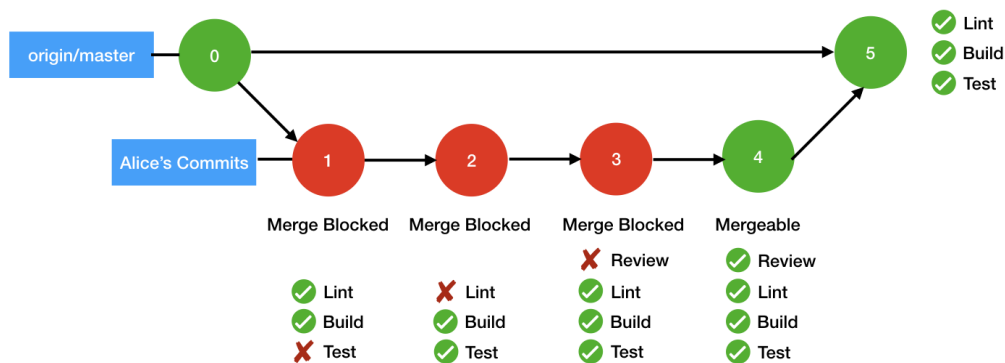 origin/master
0
5
Lint
Build
Test
Alice's Commits
1
2
3
4
Merge Blocked
Lint
Build
Test
Merge Blocked
Lint
Build
Test
Merge Blocked
Review
Lint
Build
Test
Mergeable
Review
Lint
Build
Test